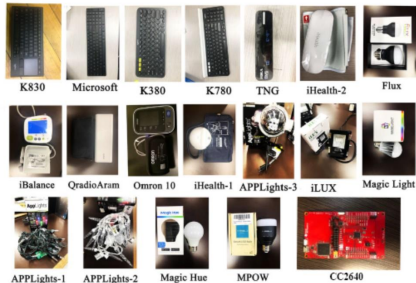 K830
Microsoft
K380
K780
TNG
iHealth-2
Flux
iBalance
QradioAram
Omron 10
iHealth-1
APPLights-3
iLUX
Magic Light
AppLights
APPLights-1
APPLights-2
Magic Hue
MPOW
CC2640